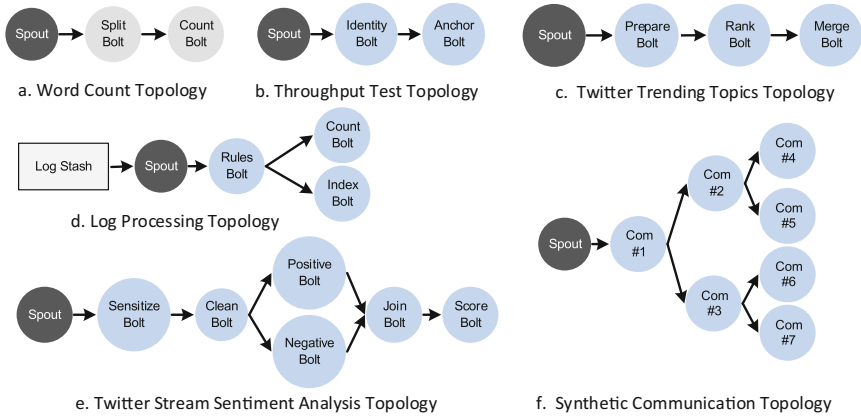 Spout
Split
Bolt
Count
Bolt
a. Word Count Topology
Spout
Identity
Bolt
Anchor
Bolt
b. Throughput Test Topology
Spout
Prepare
Bolt
Rank
Bolt
Merge
Bolt
c. Twitter Trending Topics Topology
Log Stash
Spout
Rules
Bolt
Count
Bolt
Index
Bolt
d. Log Processing Topology
Spout
Sensitize
Bolt
Clean
Bolt
Positive
Bolt
Negative
Bolt
Join
Bolt
Score
Bolt
e. Twitter Stream Sentiment Analysis Topology
Spout
Com
#1
Com
#2
Com
#3
Com
#4
Com
#5
Com
#6
Com
#7
f. Synthetic Communication Topology